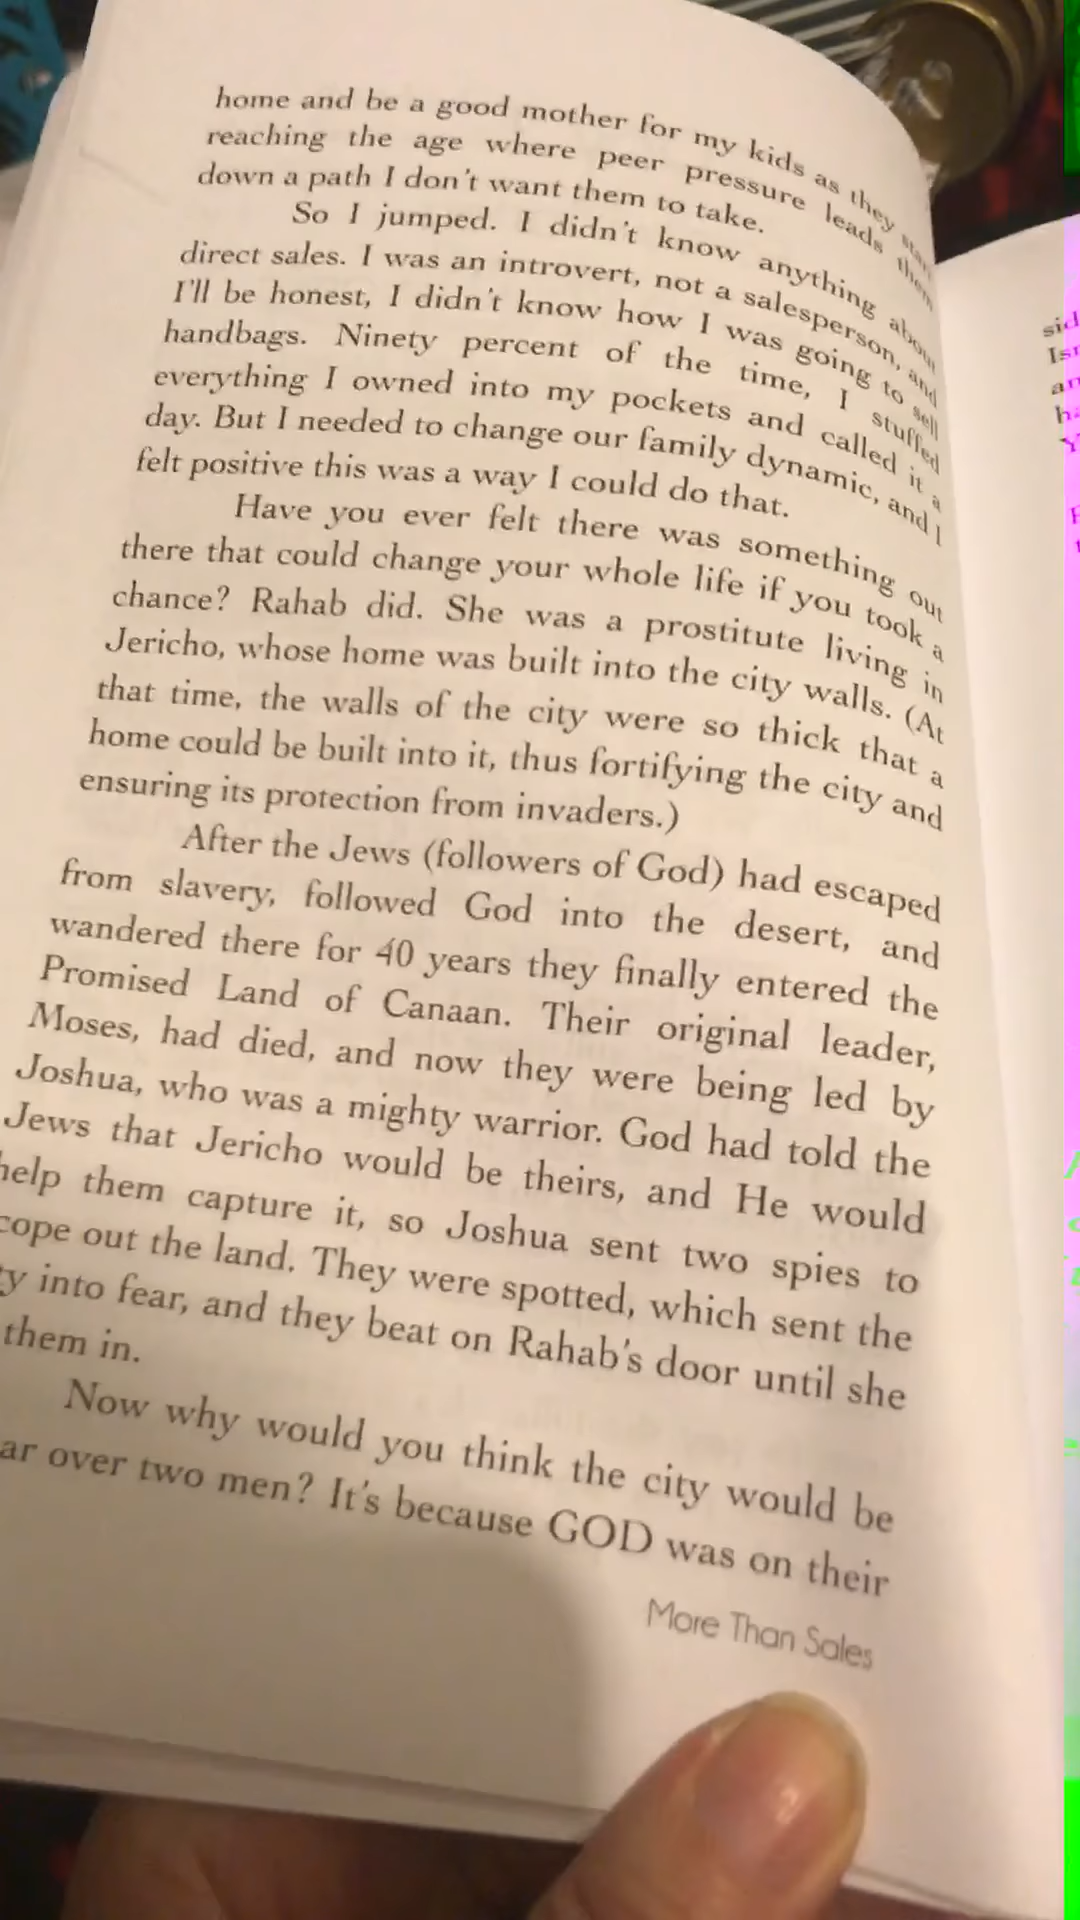 home and be a good mother for my kids as they start
reaching the age where peer pressure leads them
down a path I don't want them to take.
So I jumped. I didn't know anything about
direct sales. I was an introvert, not a salesperson, and
I'll be honest, I didn't know how I was going to sell
handbags. Ninety percent of the time, I stuffed
everything I owned into my pockets and called it a
day. But I needed to change our family dynamic, and I
felt positive this was a way I could do that.
Have you ever felt there was something out
there that could change your whole life if you took a
chance? Rahab did. She was a prostitute living in
Jericho, whose home was built into the city walls. (At
that time, the walls of the city were so thick that a
home could be built into it, thus fortifying the city and
ensuring its protection from invaders.)
After the Jews (followers of God) had escaped
from slavery, followed God into the desert, and
wandered there for 40 years they finally entered the
Promised Land of Canaan. Their original leader,
Moses, had died, and now they were being led by
Joshua, who was a mighty warrior. God had told the
Jews that Jericho would be theirs, and He would
help them capture it, so Joshua sent two spies to
cope out the land. They were spotted, which sent the
ty into fear, and they beat on Rahab's door until she
them in.
Now why would you think the city would be
ar over two men? It's because GOD was on their
More Than Sales